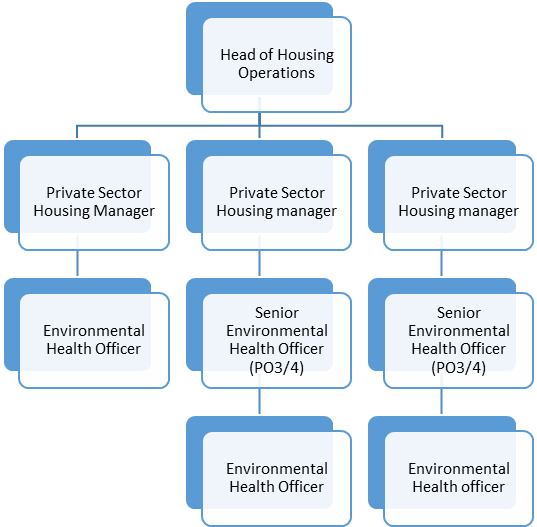 Head of Housing
Operations
Private Sector
Housing Manager
Private Sector
Housing manager
Private Sector
Housing manager
Environmental
Health Officer
Senior
Environmental
Health Officer
(PO3/4)
Senior
Environmental
Health Officer
(PO3/4)
Environmental
Health Officer
Environmental
Health officer